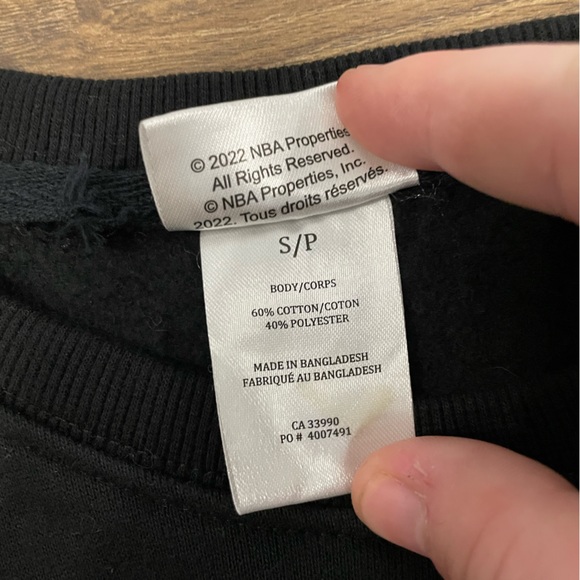 © 2022 NBA Properties
All Rights Reserved.
© NBA Properties, Inc.
2022. Tous droits réservés.
S/P
BODY/CORPS
60% COTTON/COTON
40% POLYESTER
MADE IN BANGLADESH
FABRIQUÉ AU BANGLADESH
CA 33990
PO # 4007491